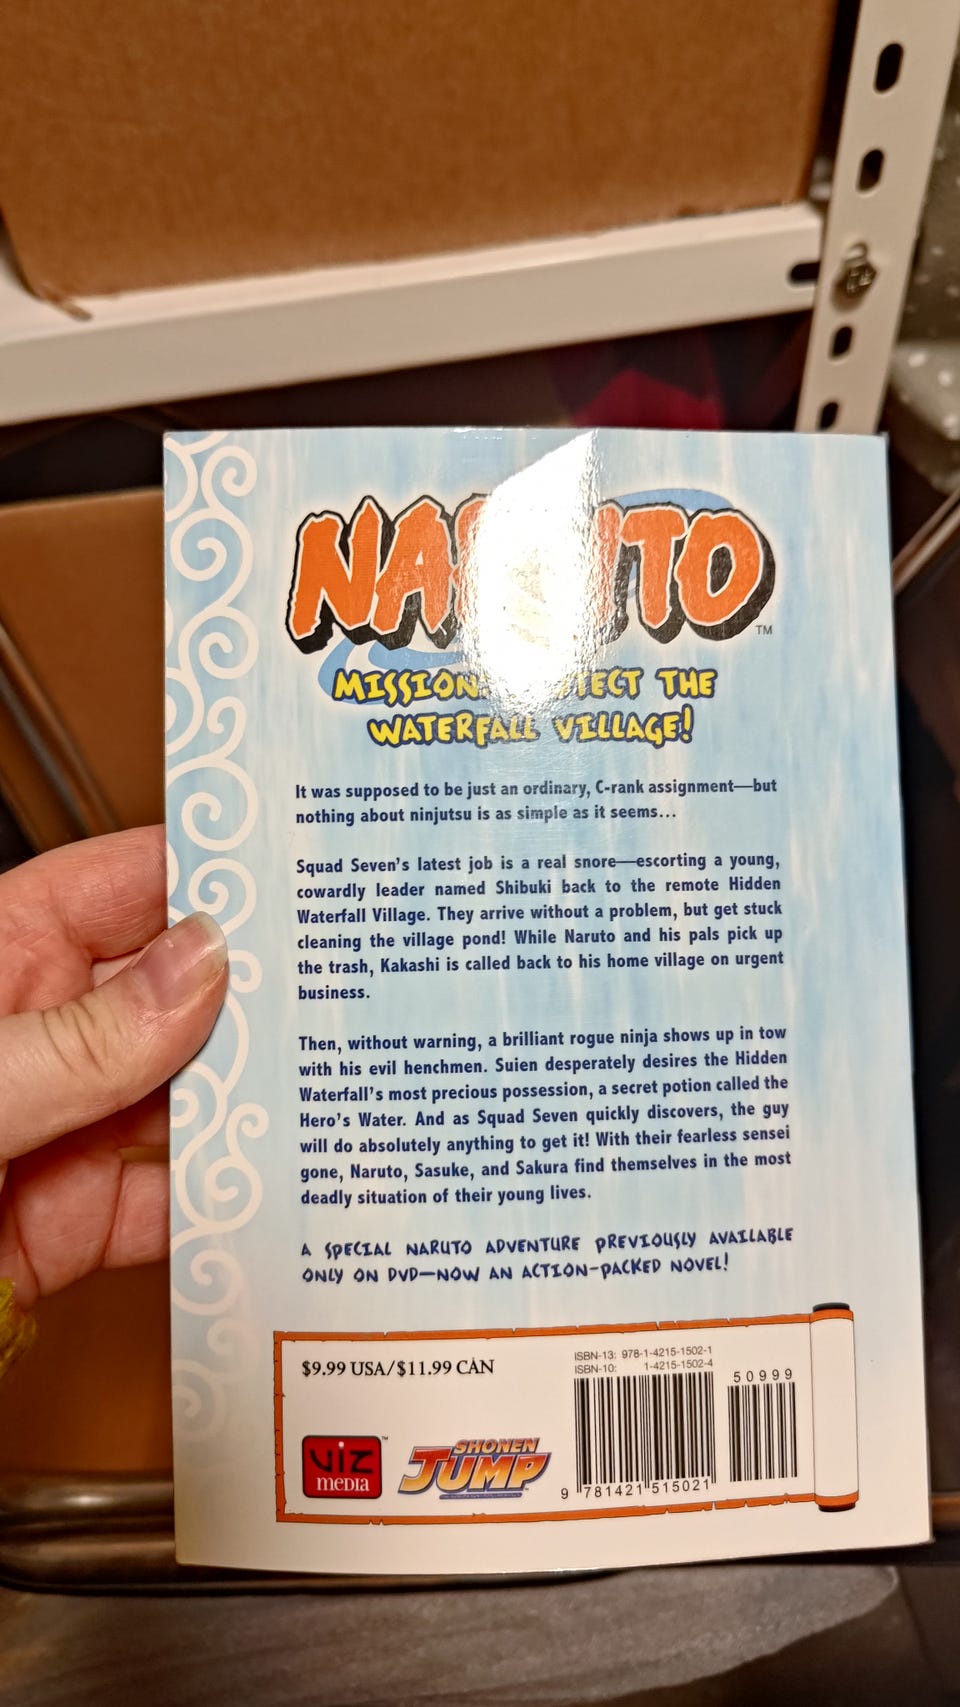 NARUTO™
MISSION: PROTECT THE
WATERFALL VILLAGE!
It was supposed to be just an ordinary, C-rank assignment—but
nothing about ninjutsu is as simple as it seems...
Squad Seven's latest job is a real snore—escorting a young,
cowardly leader named Shibuki back to the remote Hidden
Waterfall Village. They arrive without a problem, but get stuck
cleaning the village pond! While Naruto and his pals pick up
the trash, Kakashi is called back to his home village on urgent
business.
Then, without warning, a brilliant rogue ninja shows up in tow
with his evil henchmen. Suien desperately desires the Hidden
Waterfall's most precious possession, a secret potion called the
Hero's Water. And as Squad Seven quickly discovers, the guy
will do absolutely anything to get it! With their fearless sensei
gone, Naruto, Sasuke, and Sakura find themselves in the most
deadly situation of their young lives.
A SPECIAL NARUTO ADVENTURE PREVIOUSLY AVAILABLE
ONLY ON DVD—NOW AN ACTION-PACKED NOVEL!
$9.99 USA/$11.99 CAN
ISBN-13: 978-1-4215-1502-1
ISBN-10: 1-4215-1502-4
50999
9 781421 515021
VIZ
MEDIA
™
SHONEN
JUMP